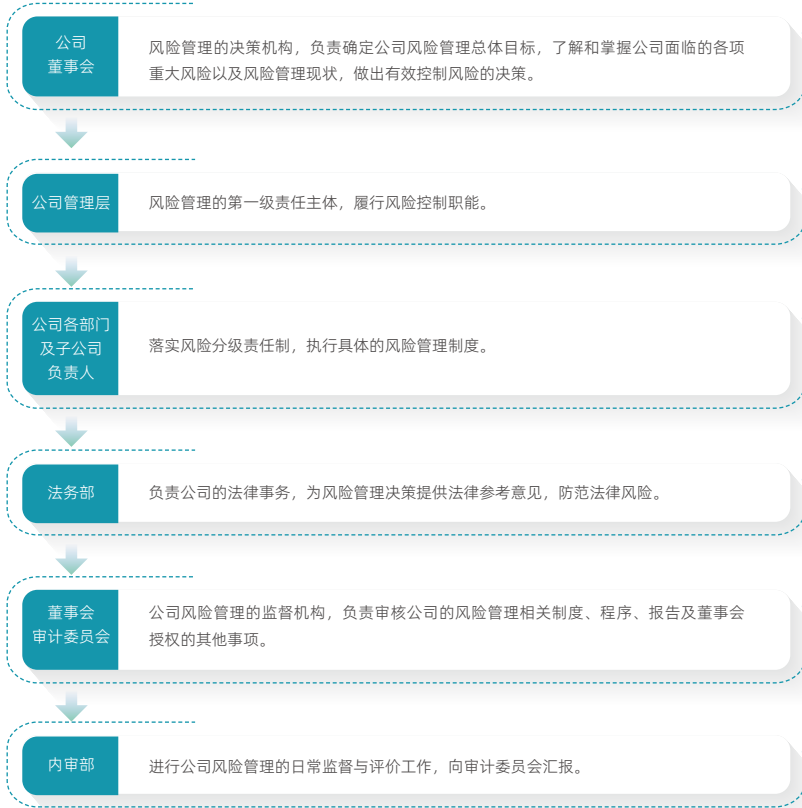 公司
董事会
风险管理的决策机构，负责确定公司风险管理总体目标，了解和掌握公司面临的各项
重大风险以及风险管理现状，做出有效控制风险的决策。
公司管理层
风险管理的第一级责任主体，履行风险控制职能。
公司各部门
及子公司
负责人
落实风险分级责任制，执行具体的风险管理制度。
法务部
负责公司的法律事务，为风险管理决策提供法律参考意见，防范法律风险。
董事会
审计委员会
公司风险管理的监督机构，负责审核公司的风险管理相关制度、程序、报告及董事会
授权的其他事项。
内审部
进行公司风险管理的日常监督与评价工作，向审计委员会汇报。